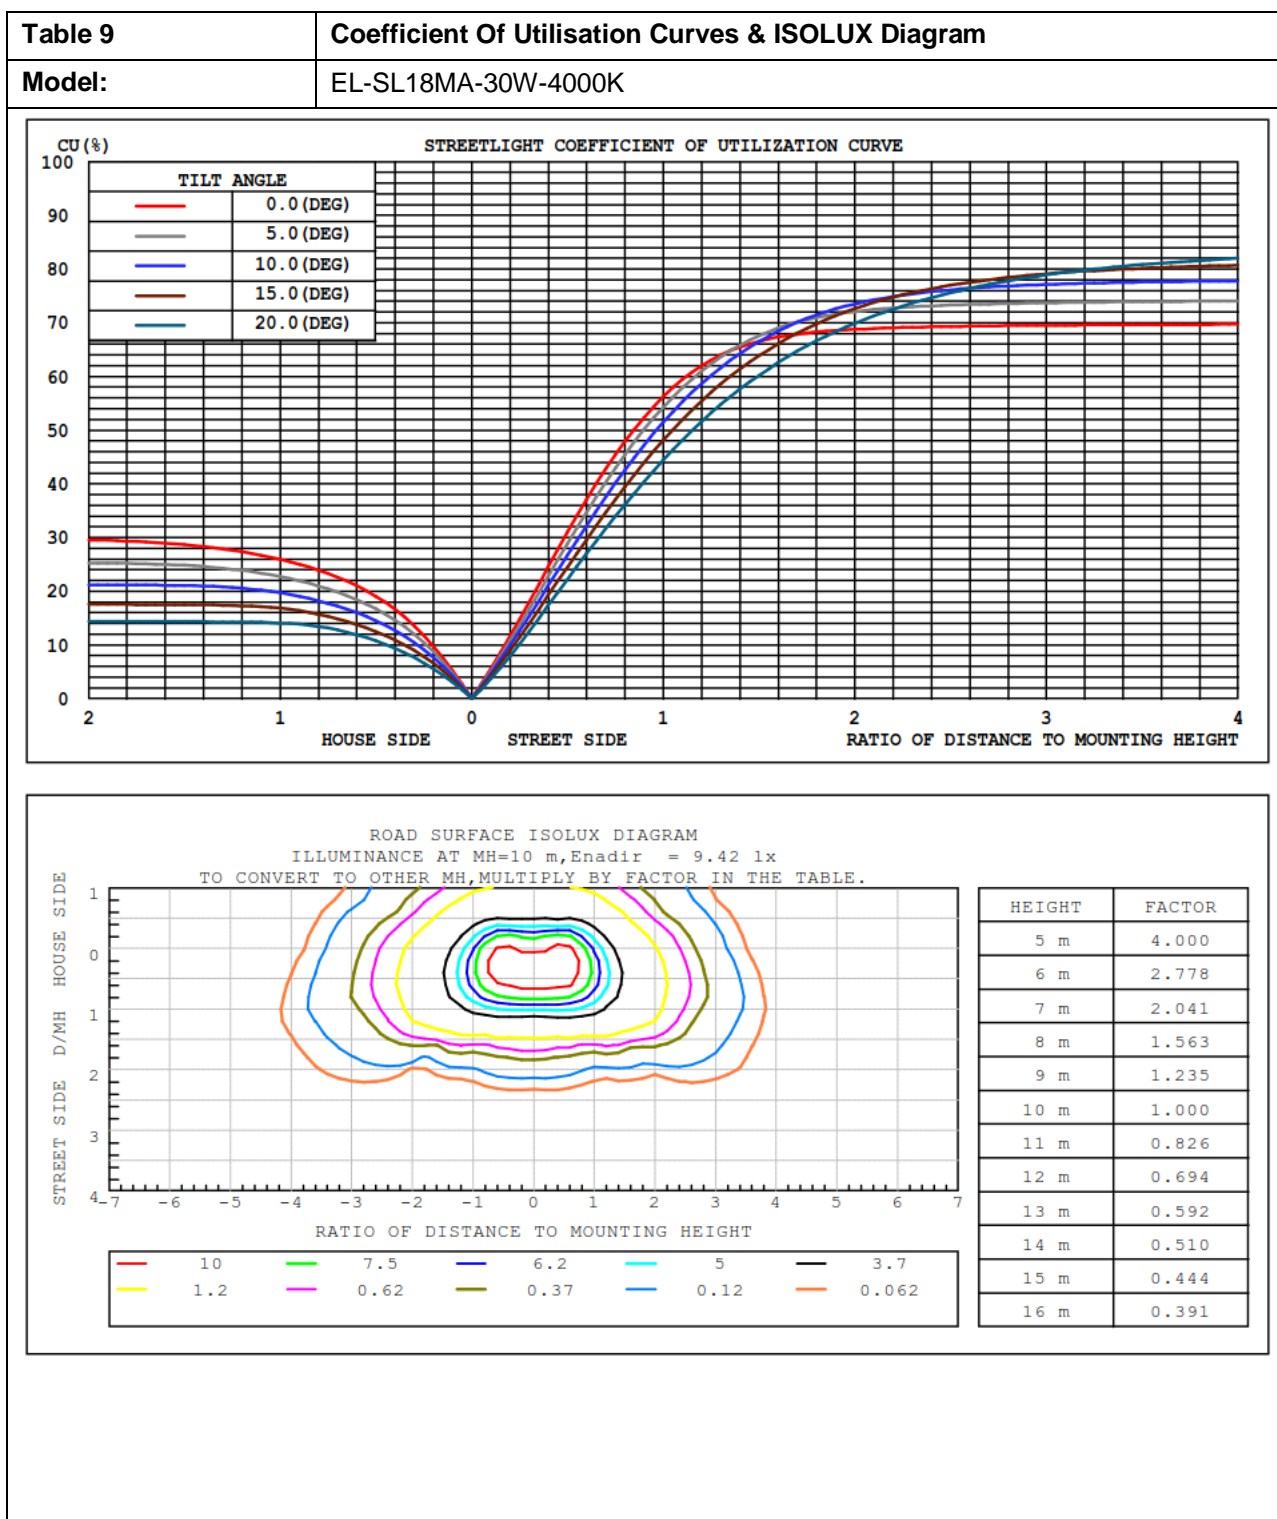 Table 9 Coefficient Of Utilisation Curves & ISOLUX Diagram
Model: EL-SL18MA-30W-4000K
CU(%) STREETLIGHT COEFFICIENT OF UTILIZATION CURVE
100
TILT ANGLE
0.0(DEG)
90
5.0(DEG)
80
10.0(DEG)
15.0(DEG)
70
20.0(DEG)
60
50
40
30
20
10
0
2 1 0 1 2 3 4
HOUSE SIDE STREET SIDE RATIO OF DISTANCE TO MOUNTING HEIGHT
ROAD SURFACE ISOLUX DIAGRAM
ILLUMINANCE AT MH=10 m,Enadir = 9.42 lx
TO CONVERT TO OTHER MH,MULTIPLY BY FACTOR IN THE TABLE.
STREET SIDE D/MH HOUSE SIDE
1
0
1
2
3
4
-7 -6 -5 -4 -3 -2 -1 0 1 2 3 4 5 6 7
RATIO OF DISTANCE TO MOUNTING HEIGHT
10 7.5 6.2 5 3.7
1.2 0.62 0.37 0.12 0.062
HEIGHT FACTOR
5 m 4.000
6 m 2.778
7 m 2.041
8 m 1.563
9 m 1.235
10 m 1.000
11 m 0.826
12 m 0.694
13 m 0.592
14 m 0.510
15 m 0.444
16 m 0.391